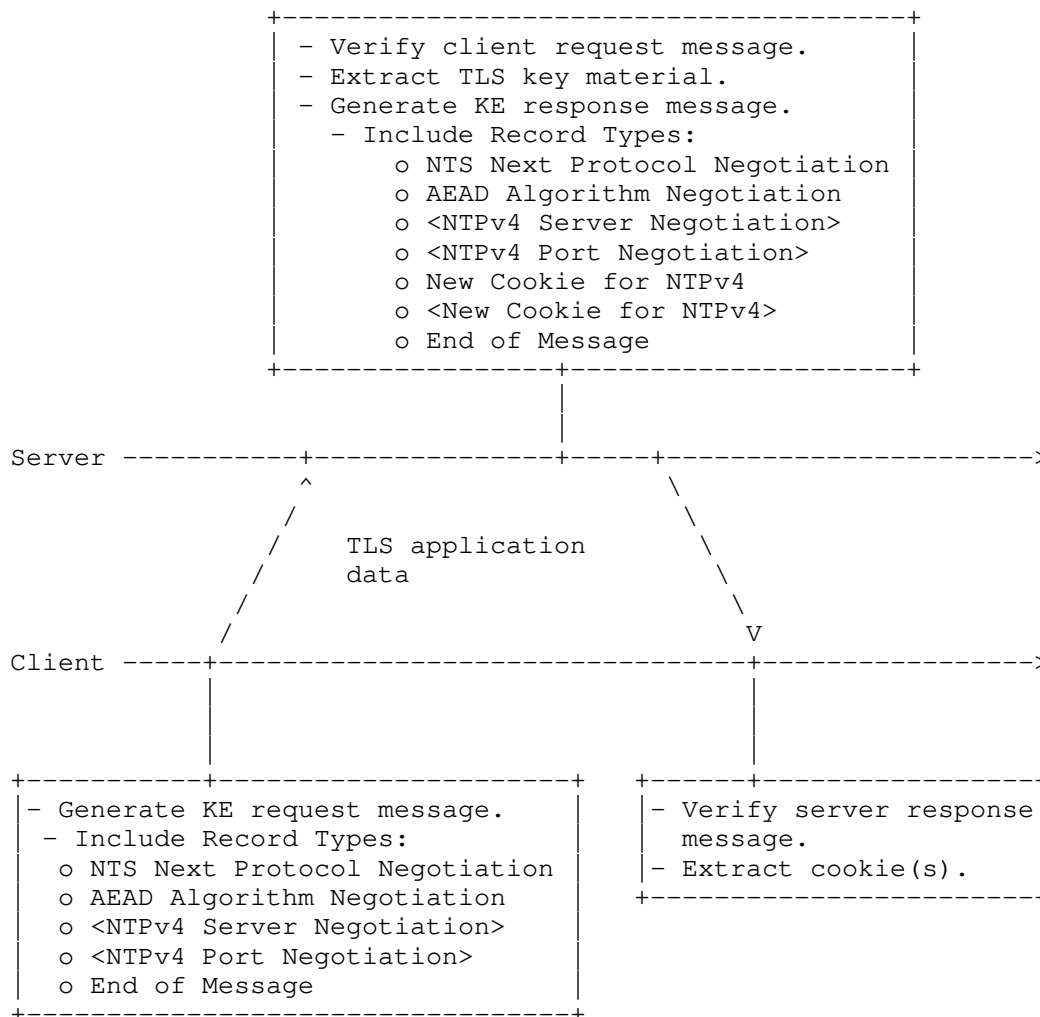 - Verify client request message.
- Extract TLS key material.
- Generate KE response message.
- Include Record Types:
o NTS Next Protocol Negotiation
o AEAD Algorithm Negotiation
o <NTPv4 Server Negotiation>
o <NTPv4 Port Negotiation>
o New Cookie for NTPv4
o <New Cookie for NTPv4>
o End of Message
Server
TLS application
data
Client
- Generate KE request message.
- Include Record Types:
o NTS Next Protocol Negotiation
o AEAD Algorithm Negotiation
o <NTPv4 Server Negotiation>
o <NTPv4 Port Negotiation>
o End of Message
- Verify server response
message.
- Extract cookie(s).